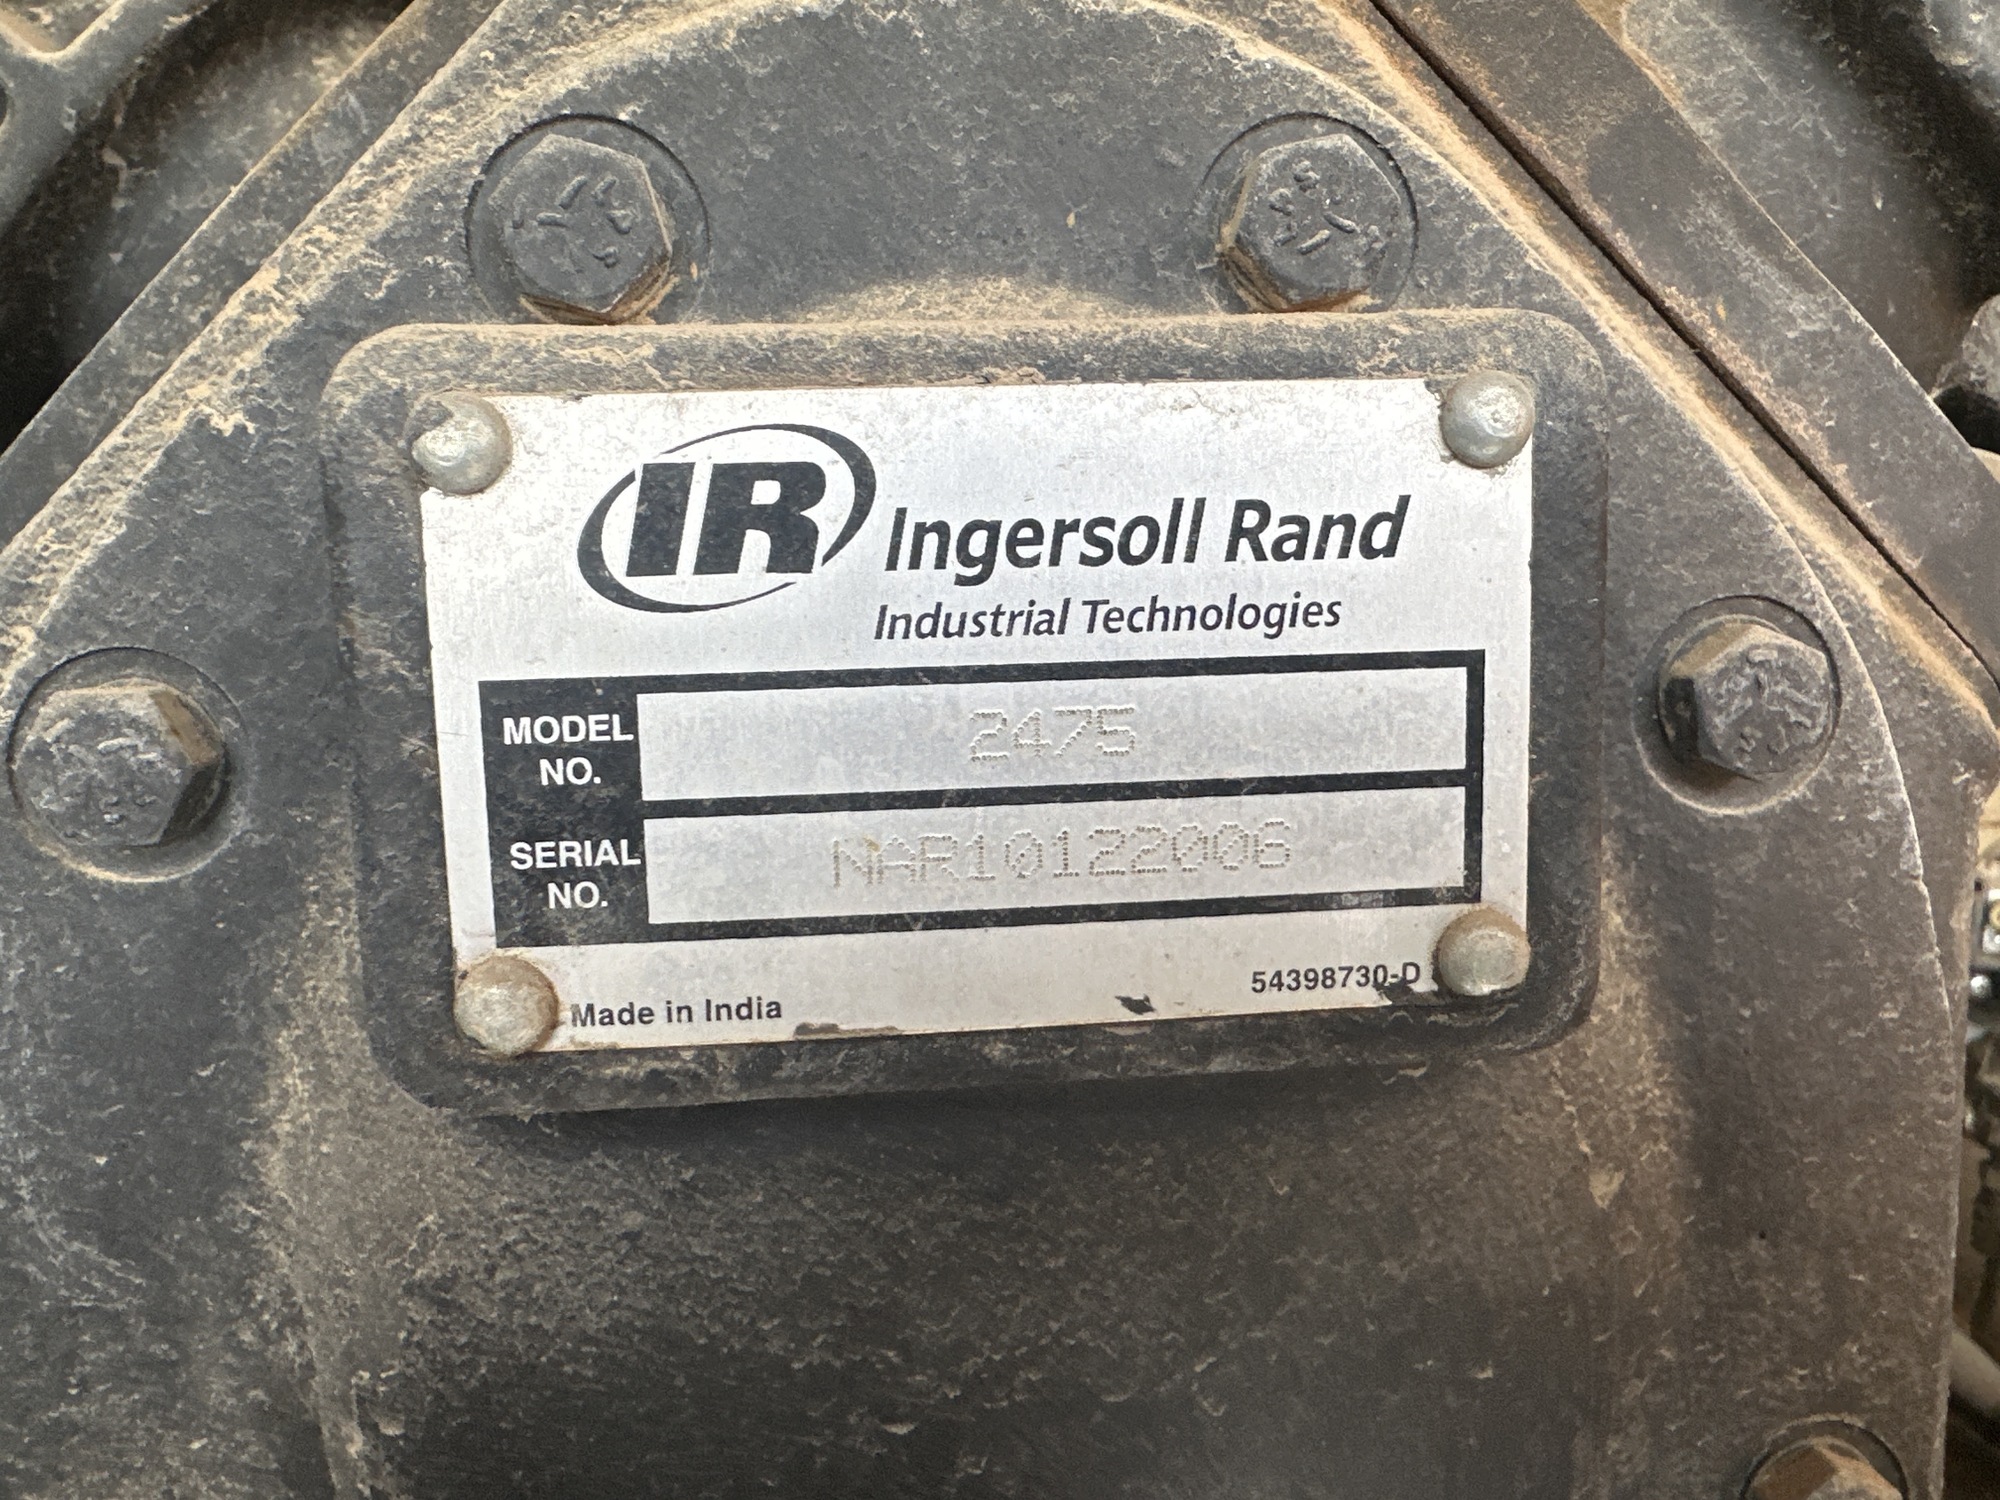 IR Ingersoll Rand
Industrial Technologies
MODEL NO. 2475
SERIAL NO. NAR10122006
Made in India
54398730-D